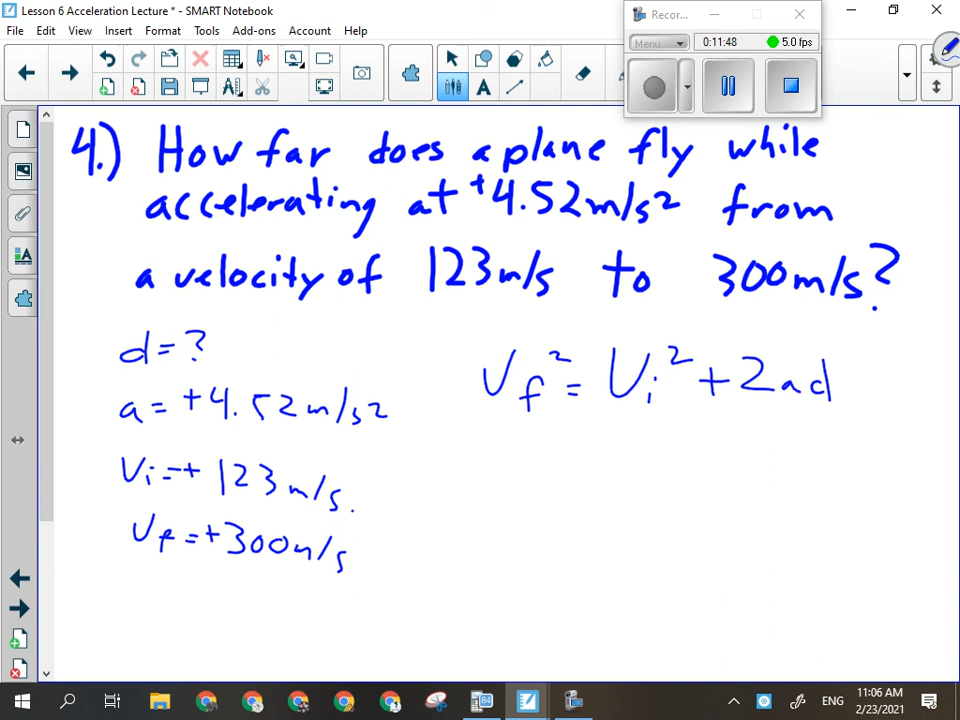 Lesson 6 Acceleration Lecture * - SMART Notebook
Recor...
File Edit View Insert Format Tools Add-ons Account Help
Menu 0:11:48 5.0 fps
4.) How far does a plane fly while
accelerating at +4.52m/s2 from
a velocity of 123m/s to 300m/s?
d=?
Vf²= Vi²+2ad
a=+4.52m/s2
Vi=+123m/s.
Vf=+300m/s
ENG 11:06 AM
2/23/2021